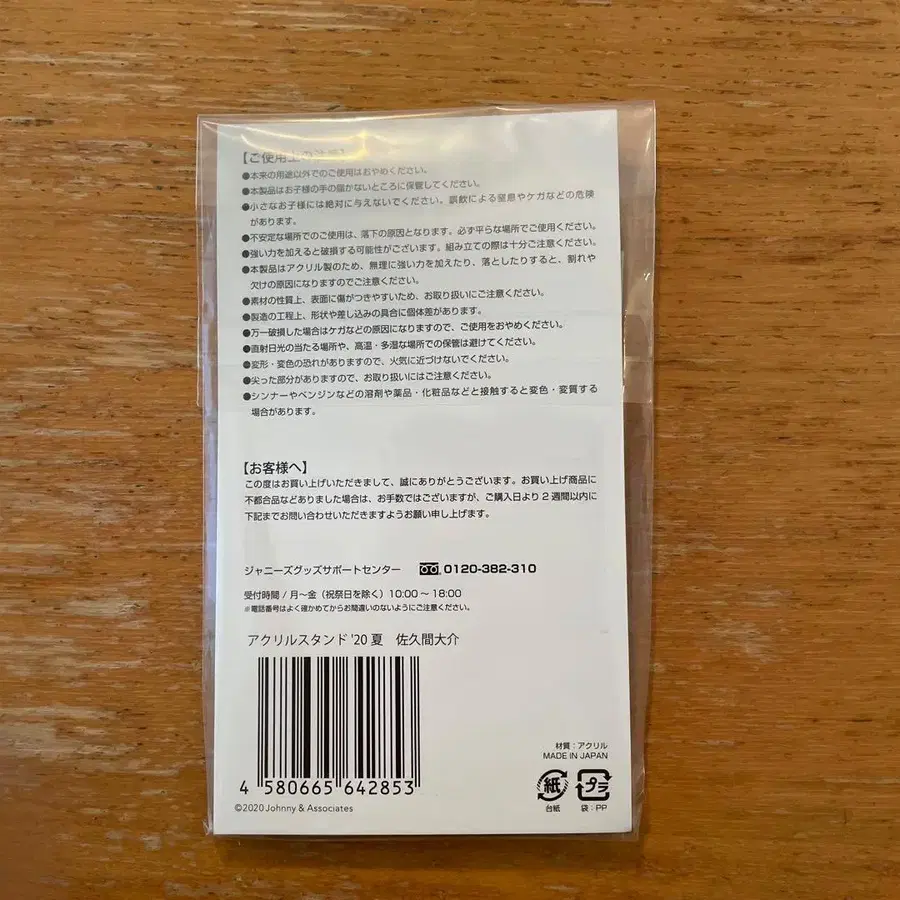 【ご使用上の注意】
●本来の用途以外でのご使用はおやめください。
●本製品はお子様の手の届かないところに保管してください。
●小さなお子様には絶対に与えないでください。誤飲による窒息やケガなどの危険
があります。
●不安定な場所でのご使用は、落下の原因となります。必ず平らな場所でご使用ください。
●強い力を加えると破損する可能性がございます。組み立ての際は十分ご注意ください。
●本製品はアクリル製のため、無理に強い力を加えたり、落としたりすると、割れや
欠けの原因になりますのでご注意ください。
●素材の性質上、表面に傷がつきやすいため、お取り扱いにご注意ください。
●製造の工程上、形状や差し込みの具合に個体差があります。
●万一破損した場合はケガなどの原因になりますので、ご使用をおやめください。
●直射日光の当たる場所や、高温・多湿な場所での保管は避けてください。
●変形・変色の恐れがありますので、火気に近づけないでください。
●尖った部分がありますので、お取り扱いにはご注意ください。
●シンナーやベンジンなどの溶剤や薬品・化粧品などと接触すると変色・変質する
場合があります。
【お客様へ】
この度はお買い上げいただきまして、誠にありがとうございます。お買い上げ商品に
不都合品などありました場合は、お手数ではございますが、ご購入日より2週間以内に
下記までお問い合わせいただきますようお願い申し上げます。
ジャニーズグッズサポートセンター 0120-382-310
受付時間/月〜金(祝祭日を除く)10:00〜18:00
※電話番号はよく確かめてからお間違いのないようにご注意ください。
アクリルスタンド '20 夏 佐久間大介
4 580665 642853
©2020 Johnny & Associates
材質:アクリル
MADE IN JAPAN
紙 プラ
台紙 袋:PP